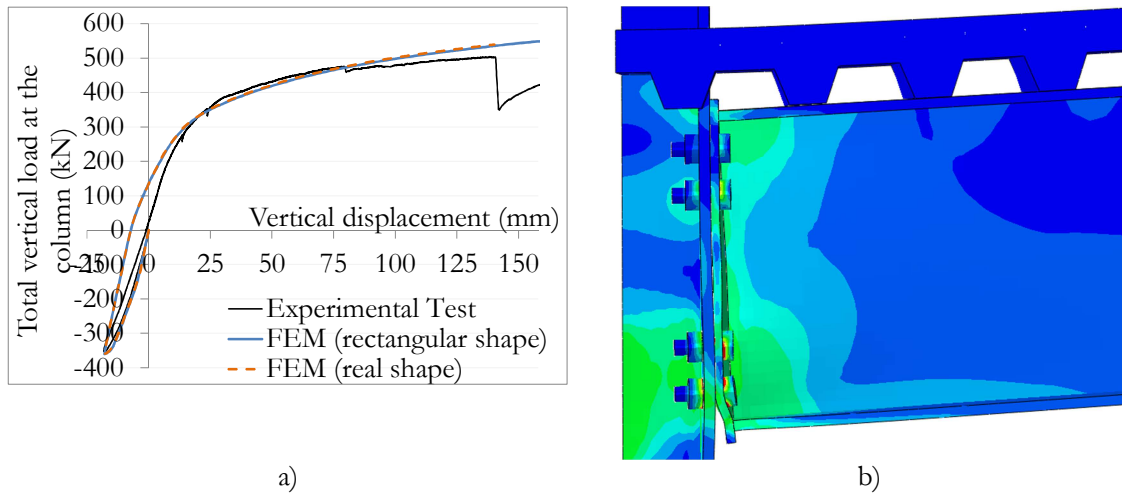 600
500
400
300
200
100
0
-100
-200
-300
-400
Total vertical load at the
column (kN)
Vertical displacement (mm)
-25
0
25
50
75
100
125
150
Experimental Test
FEM (rectangular shape)
FEM (real shape)
a)
b)